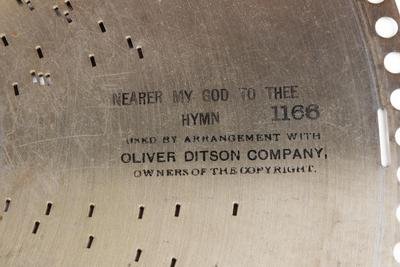 NEARER MY GOD TO THEE
HYMN 1166
USED BY ARRANGEMENT WITH
OLIVER DITSON COMPANY,
OWNERS OF THE COPYRIGHT.